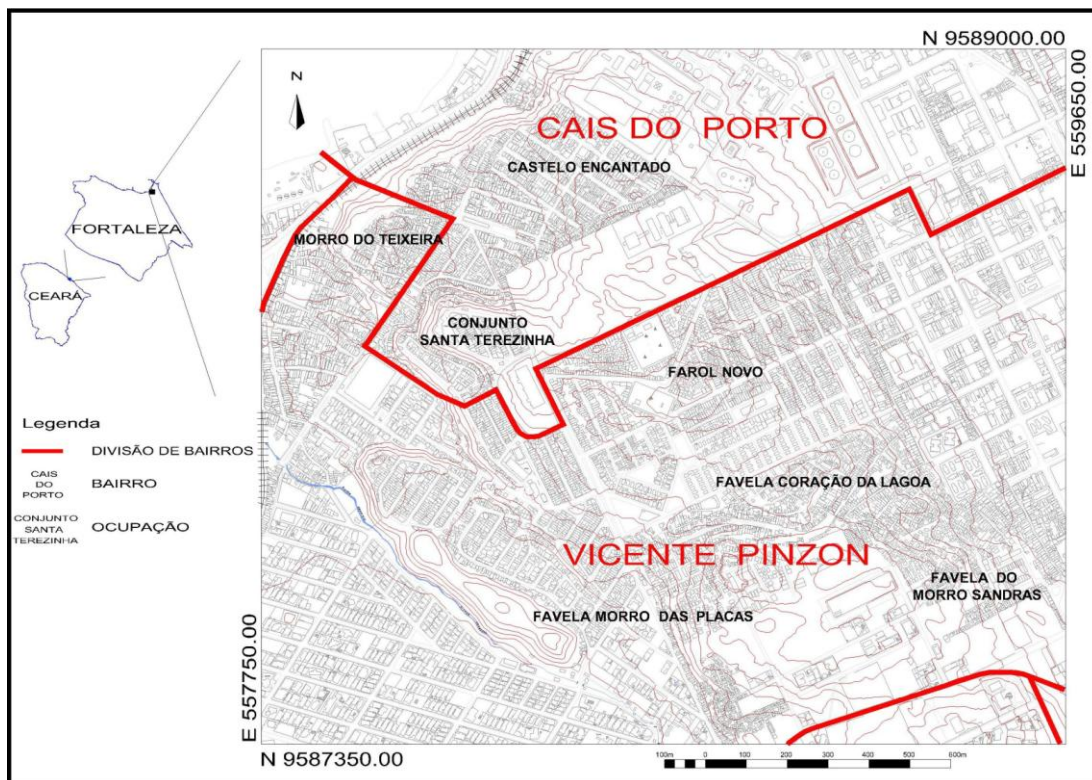 N 9589000.00
E 559650.00
N
CAIS DO PORTO
CASTELO ENCANTADO
MORRO DO TEIXEIRA
FORTALEZA
CEARÁ
CONJUNTO
SANTA TEREZINHA
FAROL NOVO
Legenda
DIVISÃO DE BAIRROS
CAIS
DO
PORTO
BAIRRO
CONJUNTO
SANTA
TEREZINHA
OCUPAÇÃO
FAVELA CORAÇÃO DA LAGOA
VICENTE PINZON
FAVELA DO
MORRO SANDRAS
FAVELA MORRO DAS PLACAS
E 557750.00
N 9587350.00
100m 0 100 200 300 400 500 600m